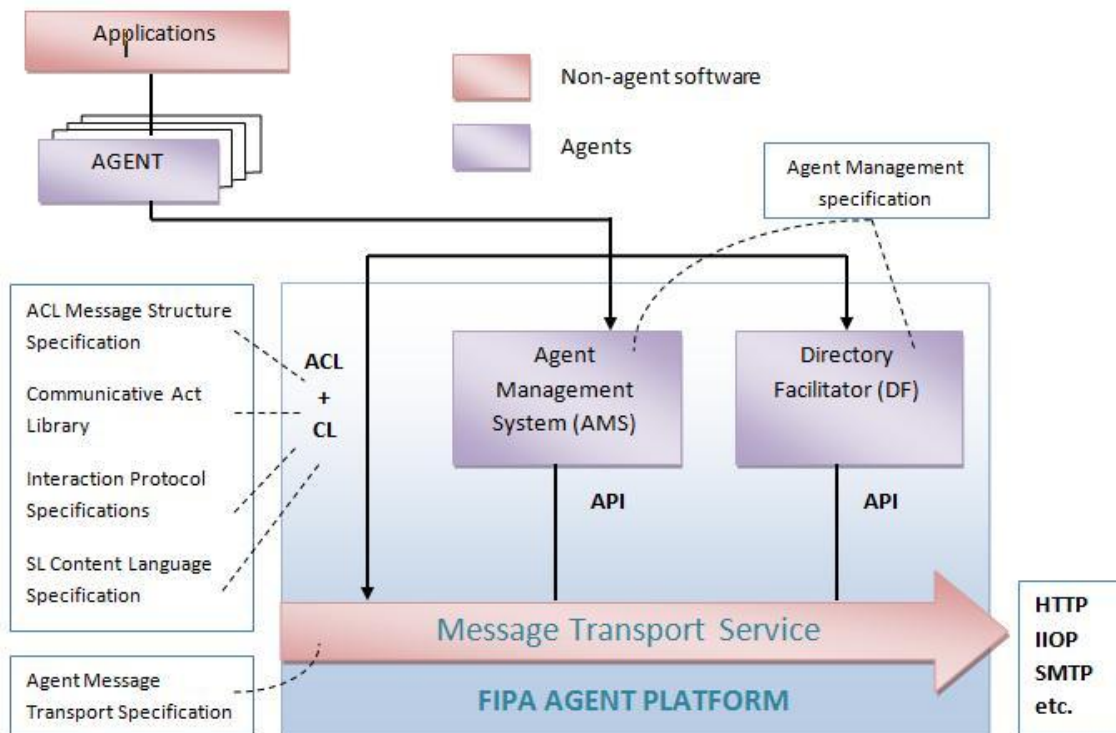 Applications
Non-agent software
AGENT
Agents
Agent Management
specification
ACL Message Structure
Specification
Communicative Act
Library
Interaction Protocol
Specifications
SL Content Language
Specification
ACL
+
CL
Agent
Management
System (AMS)
Directory
Facilitator (DF)
API
API
Message Transport Service
HTTP
IIOP
SMTP
etc.
Agent Message
Transport Specification
FIPA AGENT PLATFORM